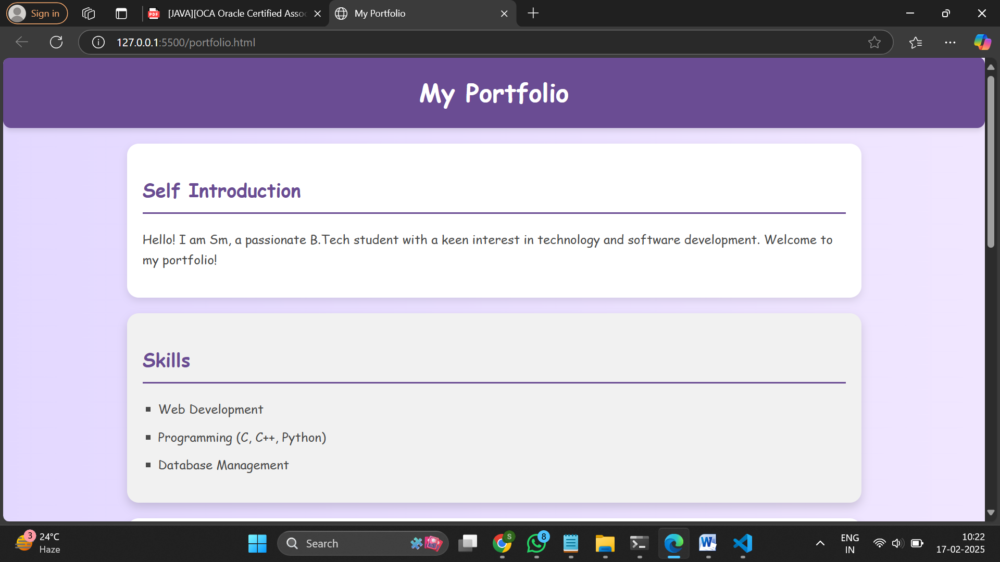 Sign in
[JAVA][OCA Oracle Certified Asso
My Portfolio
127.0.0.1:5500/portfolio.html
My Portfolio
Self Introduction
Hello! I am Sm, a passionate B.Tech student with a keen interest in technology and software development. Welcome to
my portfolio!
Skills
Web Development
Programming (C, C++, Python)
Database Management
3
24°C
Haze
Search
S
8
ENG
IN
10:22
17-02-2025